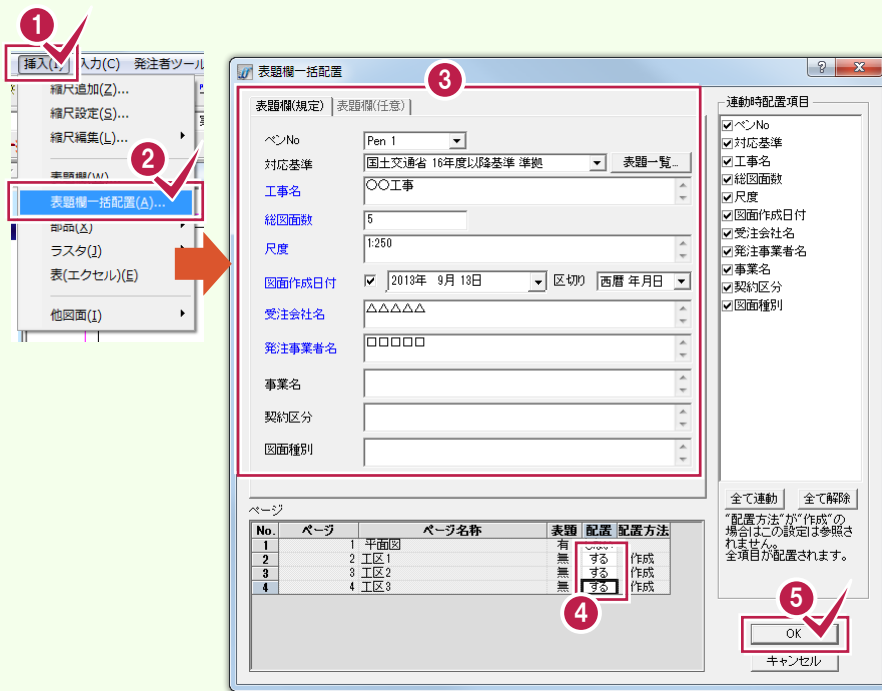 1
2
挿入(I) 入力(C) 発注者ツール
縮尺追加(Z)...
縮尺設定(S)...
縮尺編集(L)...
表題欄(W)
表題欄一括配置(A)...
部品(X)
ラスタ(J)
表(エクセル)(E)
他図面(I)
表題欄一括配置
3
表題欄(規定) 表題欄(任意)
ペンNo Pen 1
対応基準 国土交通省 16年度以降基準 準拠 表題一覧...
工事名 〇〇工事
総図面数 5
尺度 1:250
図面作成日付 2013年 9月 13日 区切り 西暦 年月日
受注会社名 △△△△△
発注事業者名 □□□□□
事業名
契約区分
図面種別
連動時配置項目
ペンNo
対応基準
工事名
総図面数
尺度
図面作成日付
受注会社名
発注事業者名
事業名
契約区分
図面種別
全て連動 全て解除
"配置方法"が"作成"の
場合はこの設定は参照さ
れません。
全項目が配置されます。
ページ
No. ページ ページ名称 表題 配置 配置方法
1 1 平面図 有
2 2 工区1 無 する 作成
3 3 工区2 無 する 作成
4 4 工区3 無 する 作成
4
5
OK
キャンセル